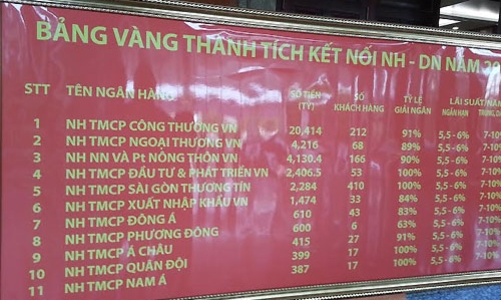 BẢNG VÀNG THÀNH TÍCH KẾT NỐI NH - DN NĂM 20
STT TÊN NGÂN HÀNG SỐ TIỀN (TỶ) SỐ KHÁCH HÀNG TỶ LỆ GIẢI NGÂN LÃI SUẤT
NGẮN HẠN TRUNG,
1 NH TMCP CÔNG THƯƠNG VN 20,414 212 91% 5,5 - 6% 7-10%
2 NH TMCP NGOẠI THƯƠNG VN 4,216 68 89% 5,5 - 6% 7-10%
3 NH NN VÀ Pt NÔNG THÔN VN 4,130.4 166 90% 5,5 - 6% 7-10%
4 NH TMCP ĐẦU TƯ & PHÁT TRIỂN VN 2,406.5 53 100% 5,5 - 6% 7-10%
5 NH TMCP SÀI GÒN THƯƠNG TÍN 2,284 410 100% 5,5 - 6% 7-10%
6 NH TMCP XUẤT NHẬP KHẨU VN 1,474 33 84% 5,5 - 6% 7-10%
7 NH TMCP ĐÔNG Á 610 43 83% 5,5 - 6% 7-10%
8 NH TMCP PHƯƠNG ĐÔNG 600 6 63% 5,5 - 6% 7-10%
9 NH TMCP Á CHÂU 415 27 91% 5,5 - 6% 7-10%
10 NH TMCP QUÂN ĐỘI 399 17 100% 5,5 - 6% 7-10%
11 NH TMCP NAM Á 387 17 100% 5,5 - 6% 7-10%